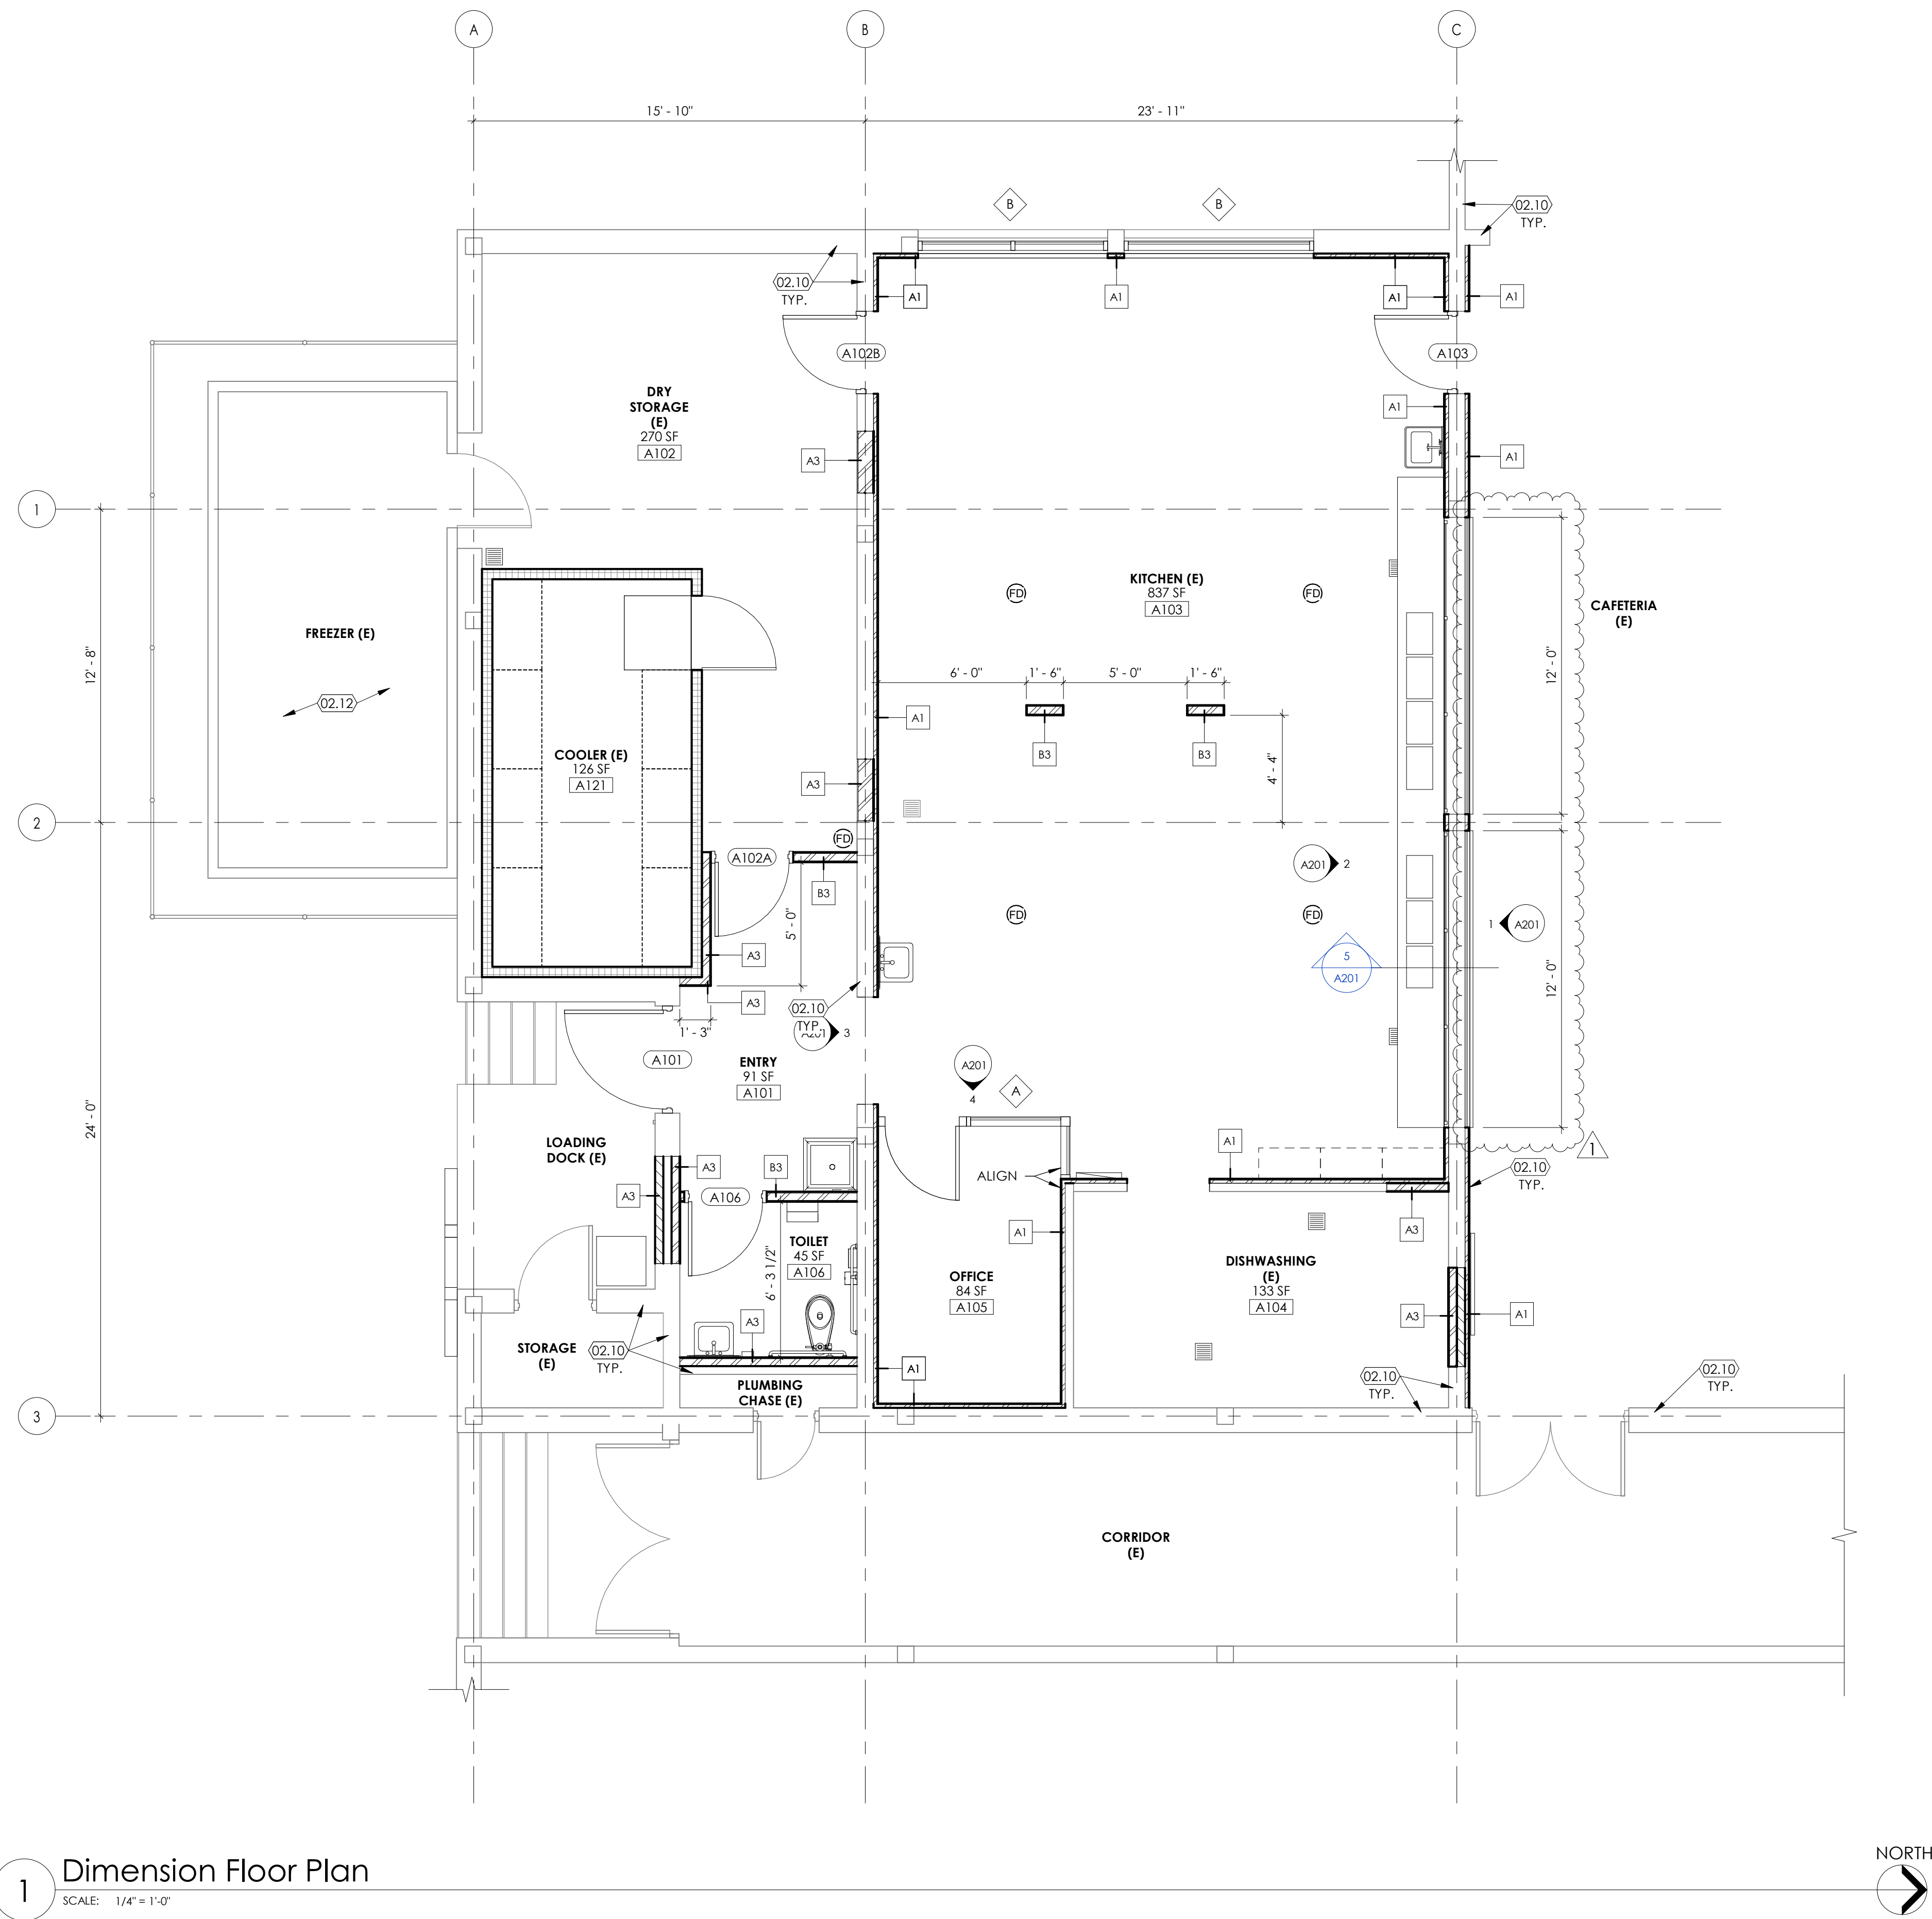 A
B
C
15' - 10"
23' - 11"
B
B
02.10
TYP.
02.10
TYP.
A1
A1
A1
A1
A102B
A103
DRY
STORAGE
(E)
270 SF
A102
A1
A3
A1
1
KITCHEN (E)
837 SF
A103
FD
FD
CAFETERIA
(E)
FREEZER (E)
12' - 8"
12' - 0"
6' - 0"
1' - 6"
5' - 0"
1' - 6"
02.12
A1
B3
B3
COOLER (E)
126 SF
A121
A3
4' - 4"
2
FD
A102A
A201
2
B3
FD
FD
5' - 0"
1
A201
A3
5
A201
12' - 0"
A3
02.10
TYP.
3
1' - 3"
A101
ENTRY
91 SF
A101
A201
4
A
24' - 0"
LOADING
DOCK (E)
A1
1
A3
B3
A3
A106
ALIGN
02.10
TYP.
A1
A3
TOILET
45 SF
A106
6' - 3 1/2"
OFFICE
84 SF
A105
DISHWASHING
(E)
133 SF
A104
A3
A1
A3
STORAGE
(E)
02.10
TYP.
A1
02.10
TYP.
02.10
TYP.
PLUMBING
CHASE (E)
3
CORRIDOR
(E)
1
Dimension Floor Plan
SCALE: 1/4" = 1'-0"
NORTH